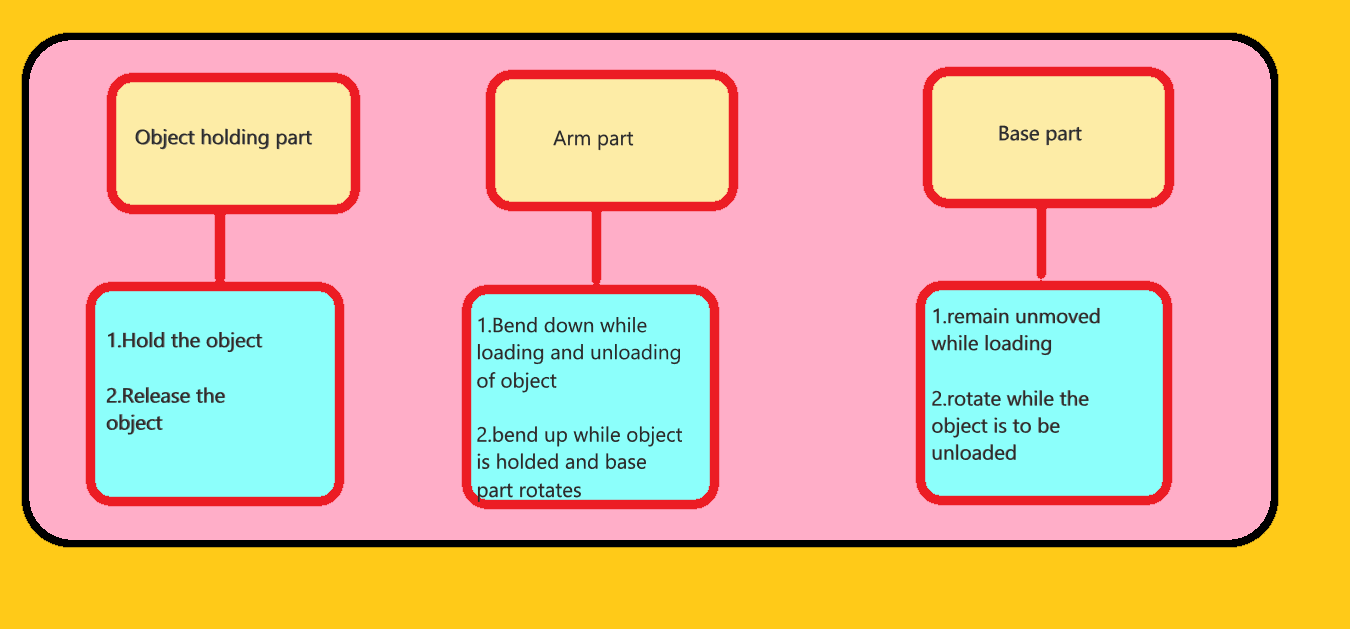 Object holding part
Arm part
Base part
1.Hold the object
2.Release the
object
1.Bend down while
loading and unloading
of object
2.bend up while object
is holded and base
part rotates
1.remain unmoved
while loading
2.rotate while the
object is to be
unloaded